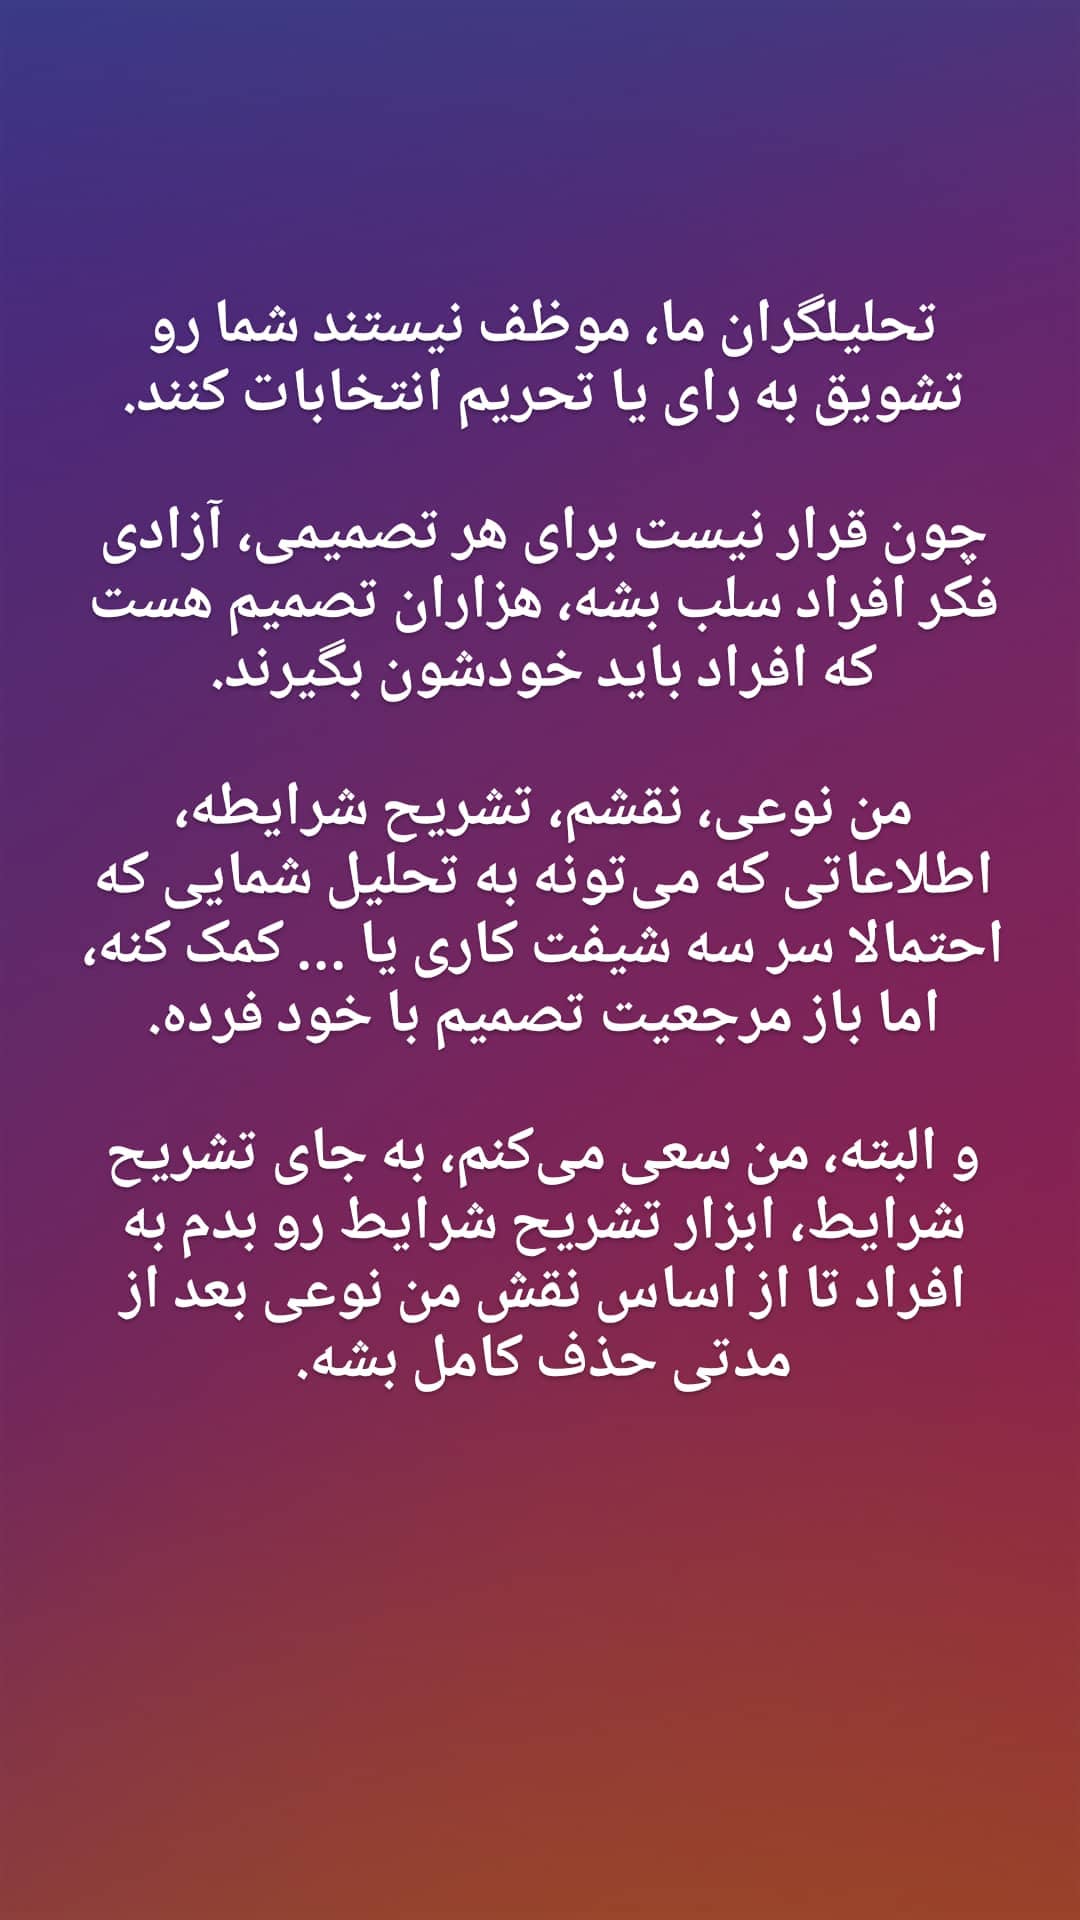 تحلیلگران ما، موظف نیستند شما رو
تشویق به رای یا تحریم انتخابات کنند.
چون قرار نیست برای هر تصمیمی، آزادی
فکر افراد سلب بشه، هزاران تصمیم هست
که افراد باید خودشون بگیرند.
من نوعی، نقشم، تشریح شرایطه،
اطلاعاتی که می‌تونه به تحلیل شمایی که
احتمالا سر سه شیفت کاری یا ... کمک کنه،
اما باز مرجعیت تصمیم با خود فرده.
و البته، من سعی می‌کنم، به جای تشریح
شرایط، ابزار تشریح شرایط رو بدم به
افراد تا از اساس نقش من نوعی بعد از
مدتی حذف کامل بشه.